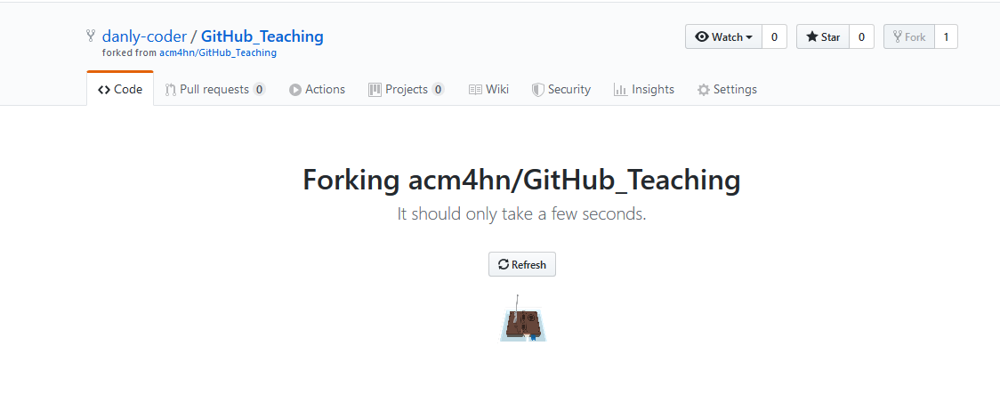 danly-coder / GitHub_Teaching
forked from acm4hn/GitHub_Teaching
Watch 0 Star 0 Fork 1
Code Pull requests 0 Actions Projects 0 Wiki Security Insights Settings
Forking acm4hn/GitHub_Teaching
It should only take a few seconds.
Refresh